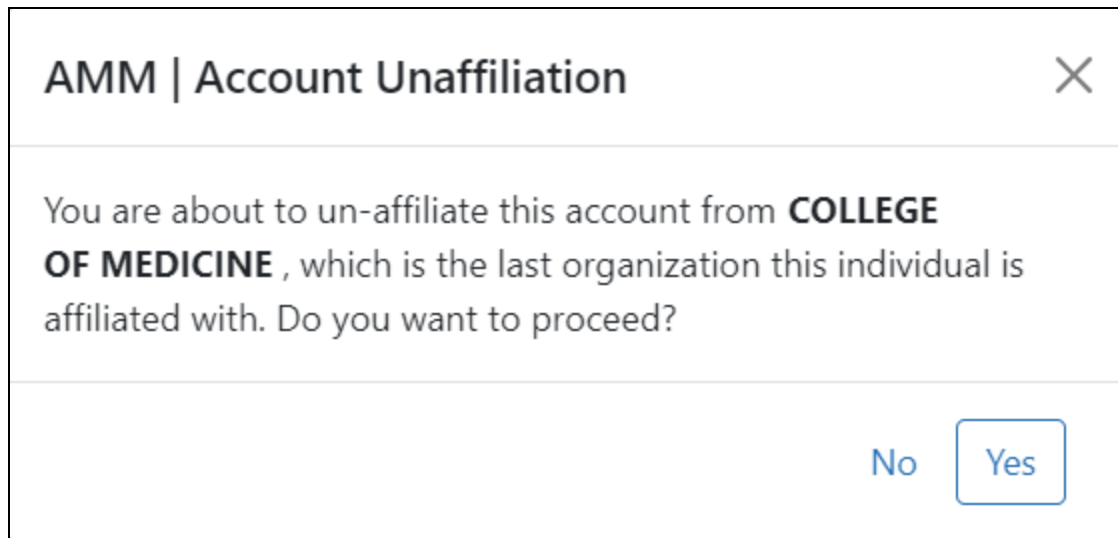 AMM | Account Unaffiliation
You are about to un-affiliate this account from COLLEGE
OF MEDICINE , which is the last organization this individual is
affiliated with. Do you want to proceed?
No Yes